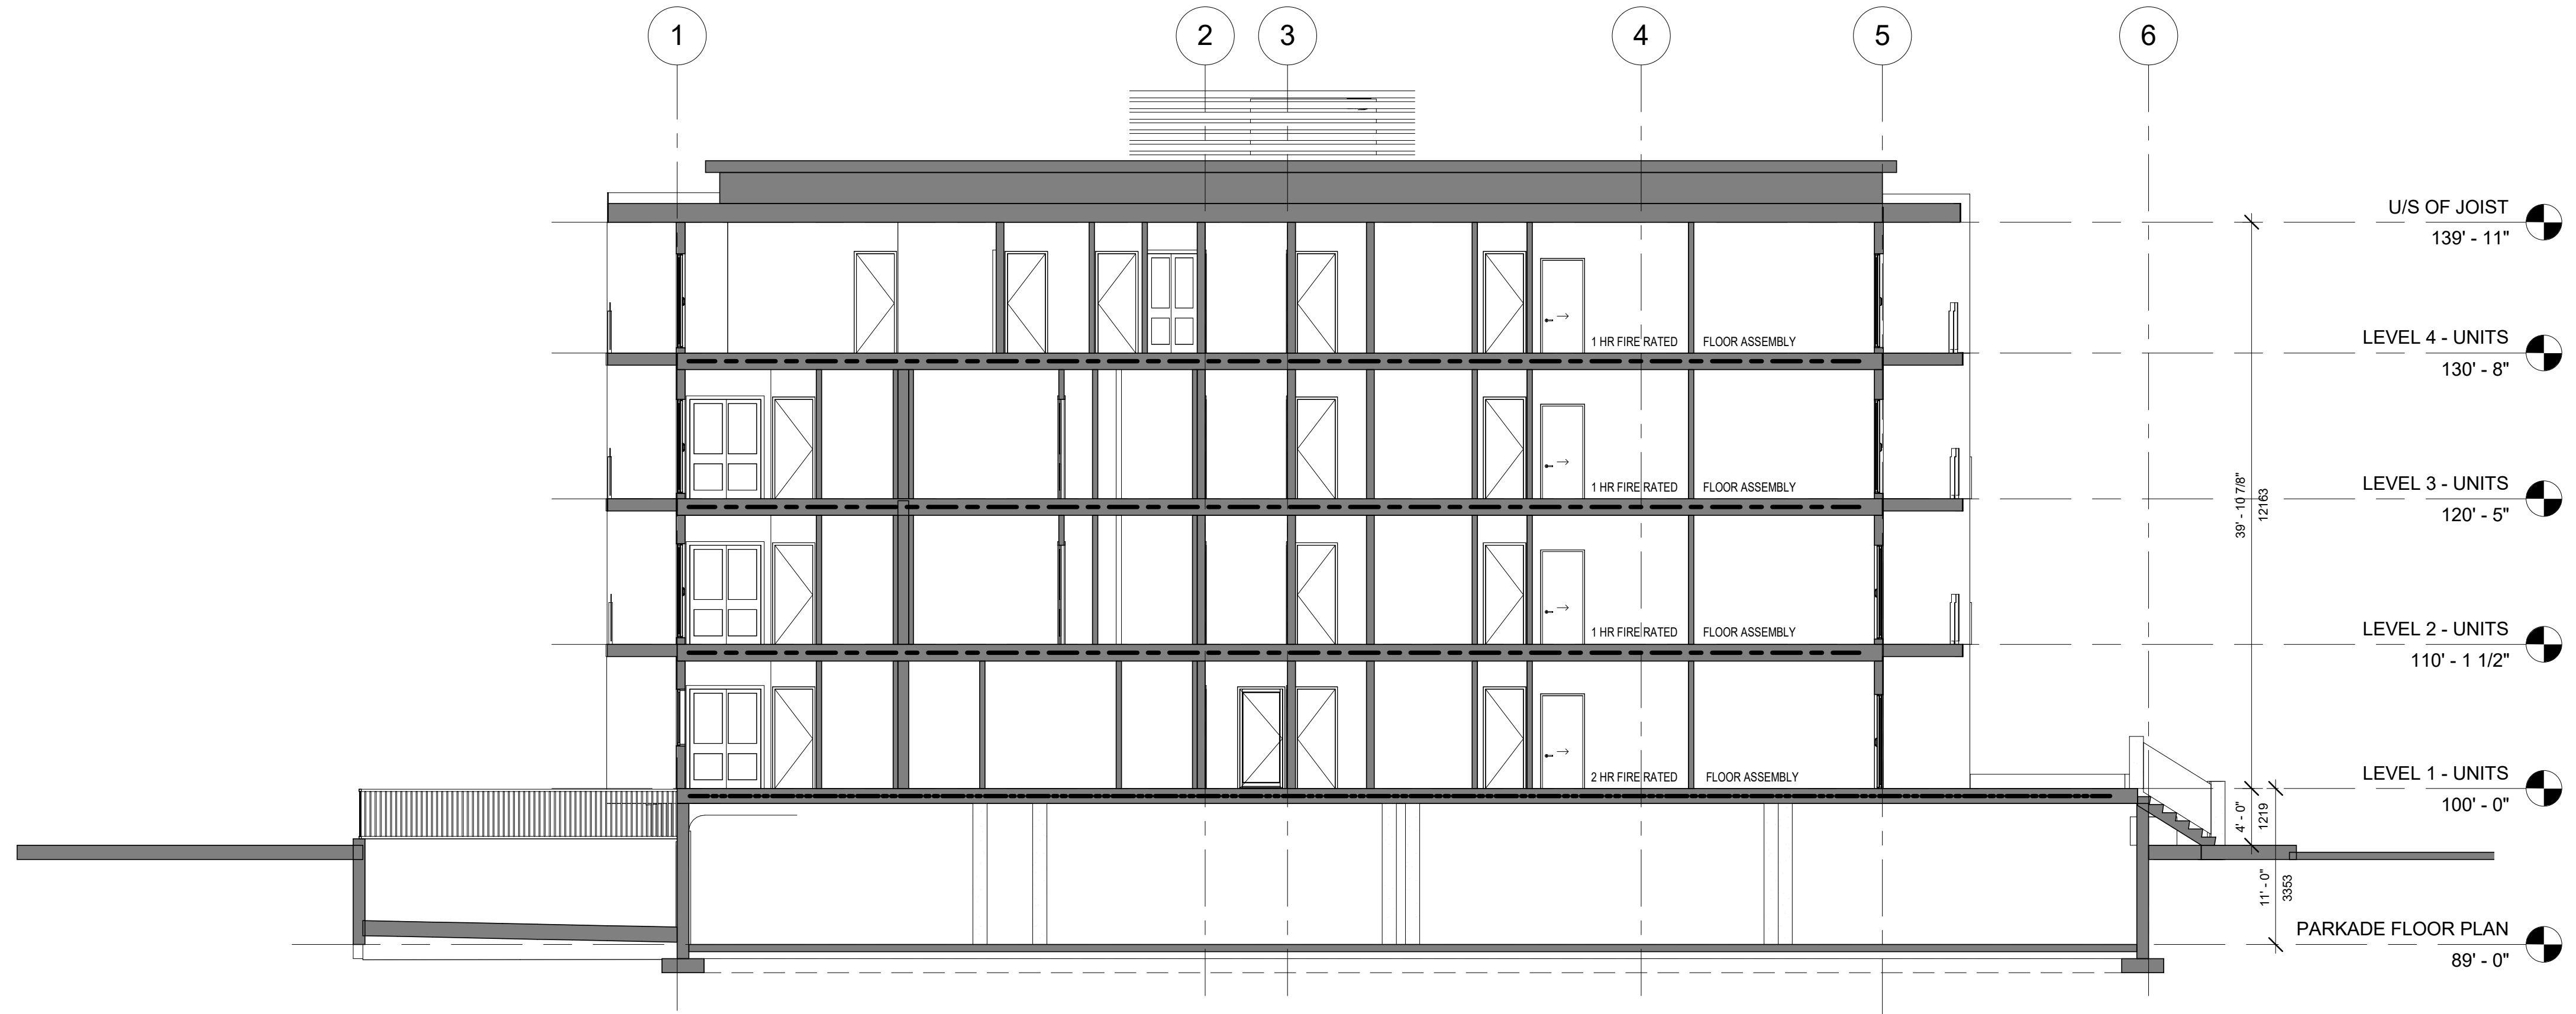 1
2
3
4
5
6
U/S OF JOIST
139' - 11"
1 HR FIRE RATED FLOOR ASSEMBLY
LEVEL 4 - UNITS
130' - 8"
1 HR FIRE RATED FLOOR ASSEMBLY
LEVEL 3 - UNITS
120' - 5"
39' - 10 7/8"
12163
1 HR FIRE RATED FLOOR ASSEMBLY
LEVEL 2 - UNITS
110' - 1 1/2"
2 HR FIRE RATED FLOOR ASSEMBLY
LEVEL 1 - UNITS
100' - 0"
4' - 0"
1219
11' - 0"
3353
PARKADE FLOOR PLAN
89' - 0"